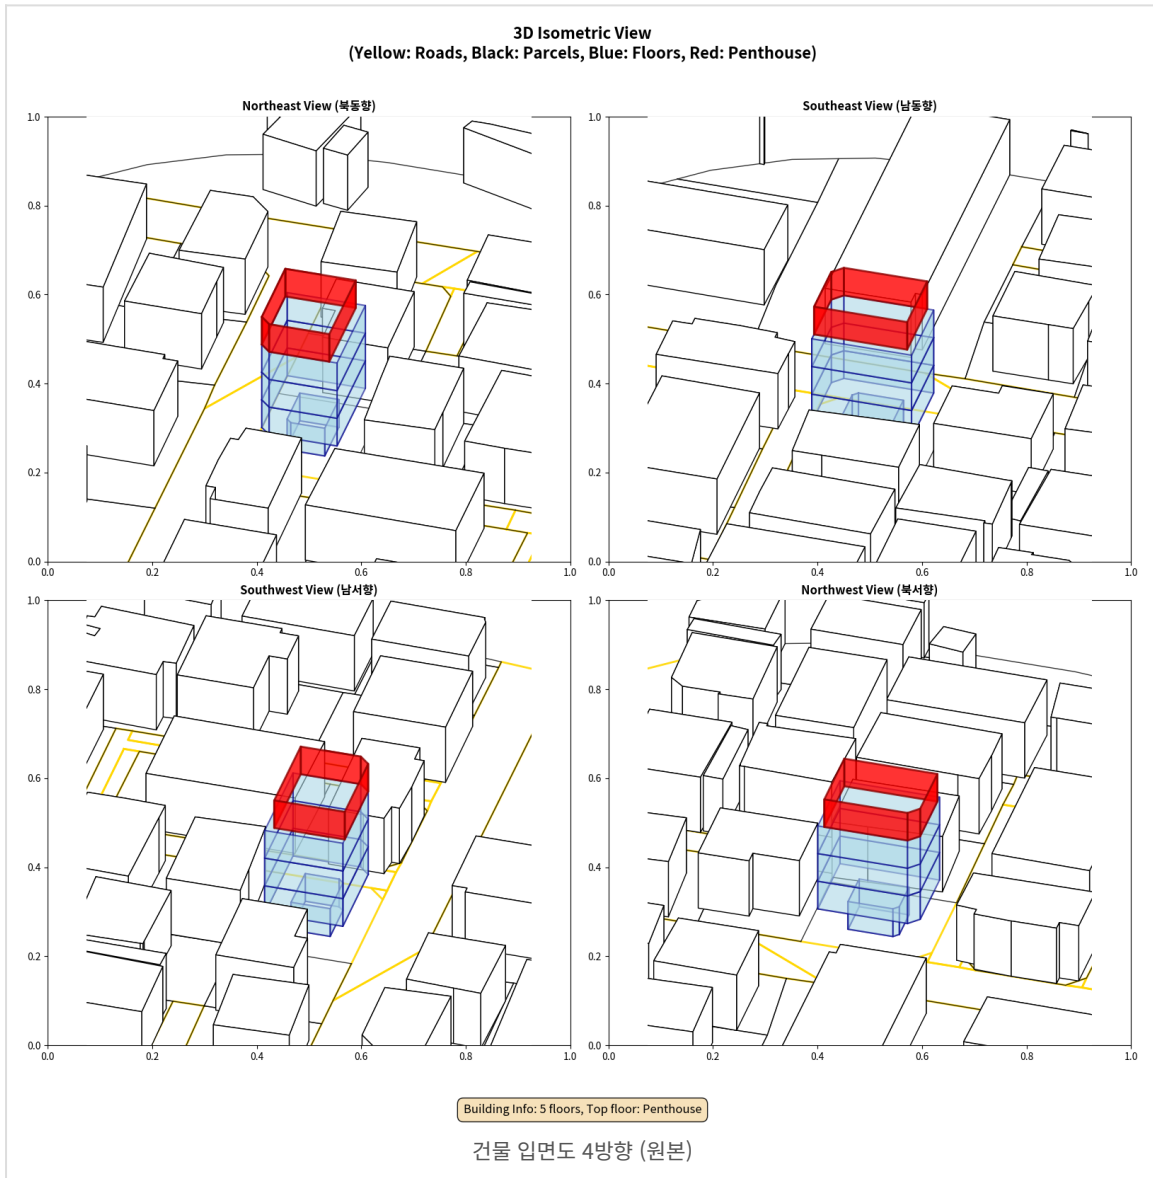 3D Isometric View
(Yellow: Roads, Black: Parcels, Blue: Floors, Red: Penthouse)
Northeast View (북동향)
1.0
0.8
0.6
0.4
0.2
0.0
0.0 0.2 0.4 0.6 0.8 1.0
Southeast View (남동향)
1.0
0.8
0.6
0.4
0.2
0.0
0.0 0.2 0.4 0.6 0.8 1.0
Southwest View (남서향)
1.0
0.8
0.6
0.4
0.2
0.0
0.0 0.2 0.4 0.6 0.8 1.0
Northwest View (북서향)
1.0
0.8
0.6
0.4
0.2
0.0
0.0 0.2 0.4 0.6 0.8 1.0
Building Info: 5 floors, Top floor: Penthouse
건물 입면도 4방향 (원본)